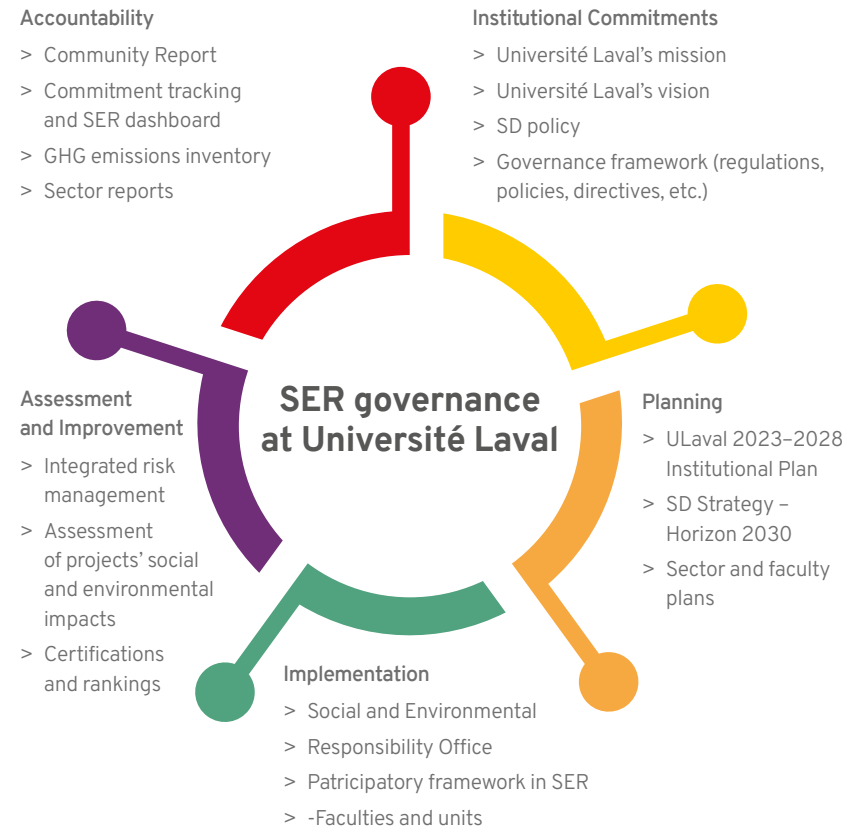 Accountability
> Community Report
> Commitment tracking
and SER dashboard
> GHG emissions inventory
> Sector reports
Institutional Commitments
> Université Laval's mission
> Université Laval's vision
> SD policy
> Governance framework (regulations,
policies, directives, etc.)
SER governance
at Université Laval
Assessment
and Improvement
> Integrated risk
management
> Assessment
of projects' social
and environmental
impacts
> Certifications
and rankings
Planning
> ULaval 2023–2028
Institutional Plan
> SD Strategy –
Horizon 2030
> Sector and faculty
plans
Implementation
> Social and Environmental
> Responsibility Office
> Patricipatory framework in SER
> -Faculties and units